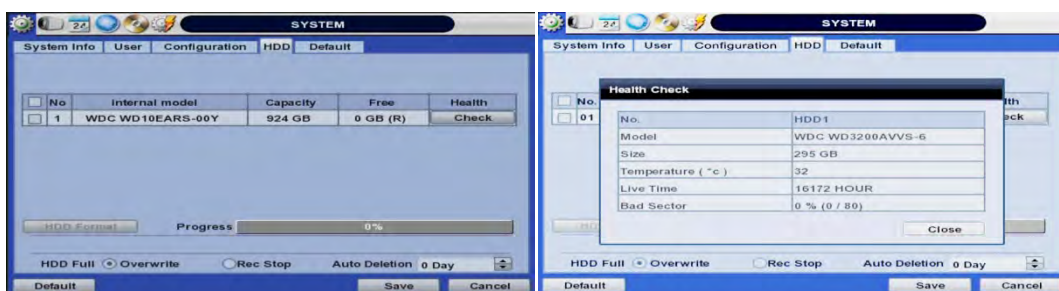 SYSTEM
System Info User Configuration HDD Default
No Internal model Capacity Free Health
1 WDC WD10EARS-00Y 924 GB 0 GB (R) Check
HDD Format Progress 0%
HDD Full Overwrite Rec Stop Auto Deletion 0 Day
Default Save Cancel
SYSTEM
System Info User Configuration HDD Default
No.
01
Health Check
No. HDD1
Model WDC WD3200AVVS-6
Size 295 GB
Temperature ( °c ) 32
Live Time 16172 HOUR
Bad Sector 0 % (0 / 80)
Close
HDD Full Overwrite Rec Stop Auto Deletion 0 Day
Default Save Cancel